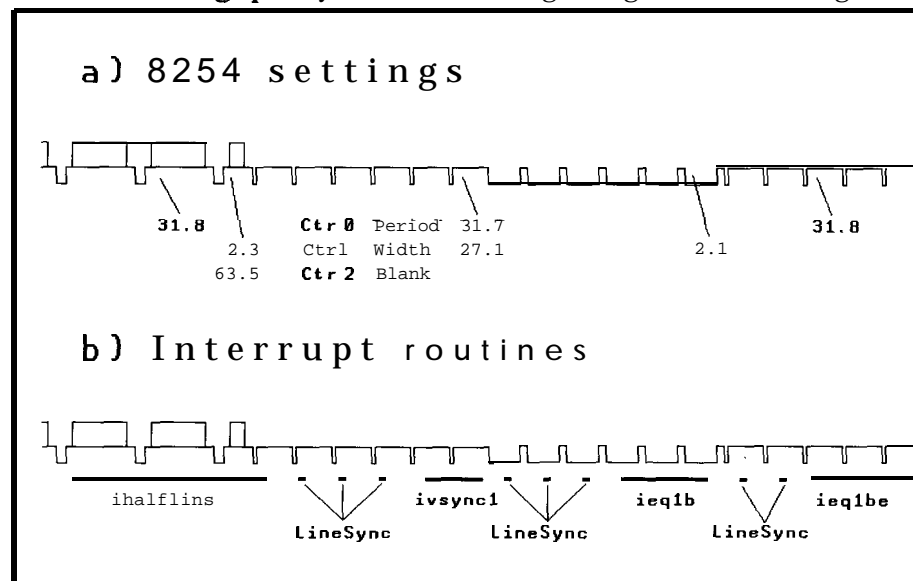 a) 8254 settings
31.8 Ctr 0 Period 31.7 31.8
2.3 Ctrl Width 27.1 2.1
63.5 Ctr 2 Blank
b) Interrupt routines
ihalflins ivsync1 ieq1b ieq1be
LineSync LineSync LineSync